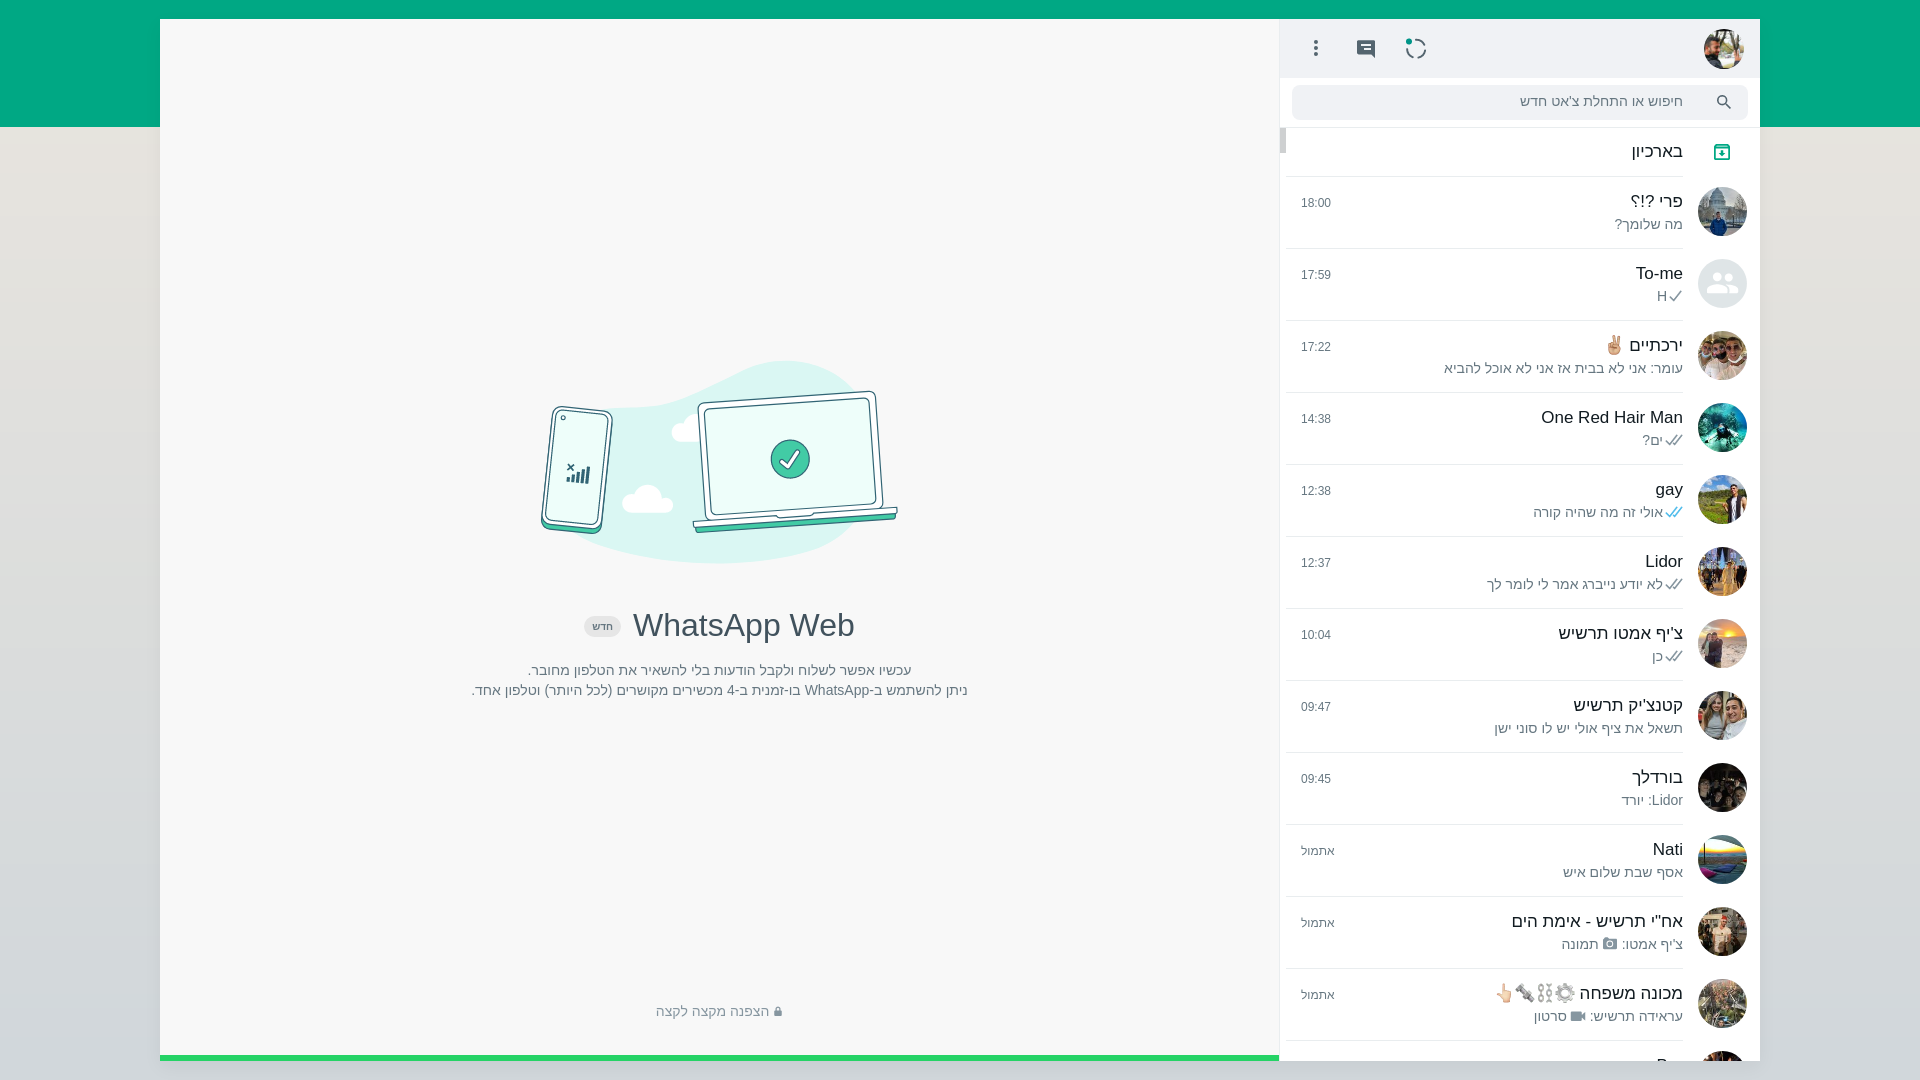 חיפוש או התחלת צ'אט חדש
בארכיון
פרי ?!؟
18:00
מה שלומך?
To-me
17:59
H
ירכתיים ✌🏼
17:22
עומר: אני לא בבית אז אני לא אוכל להביא
One Red Hair Man
14:38
ים?
gay
12:38
אולי זה מה שהיה קורה
Lidor
12:37
לא יודע נייברג אמר לי לומר לך
צ'יף אמטו תרשיש
10:04
כן
קטנצ'יק תרשיש
09:47
תשאל את ציף אולי יש לו סוני ישן
בורדלך
09:45
Lidor: יורד
Nati
אתמול
אסף שבת שלום איש
אח"י תרשיש - אימת הים
אתמול
צ'יף אמטו: תמונה
מכונה משפחה ⚙️⛓️🔩👆🏻
אתמול
עראידה תרשיש: סרטון
WhatsApp Web חדש
עכשיו אפשר לשלוח ולקבל הודעות בלי להשאיר את הטלפון מחובר.
ניתן להשתמש ב-WhatsApp בו-זמנית ב-4 מכשירים מקושרים (לכל היותר) וטלפון אחד.
הצפנה מקצה לקצה